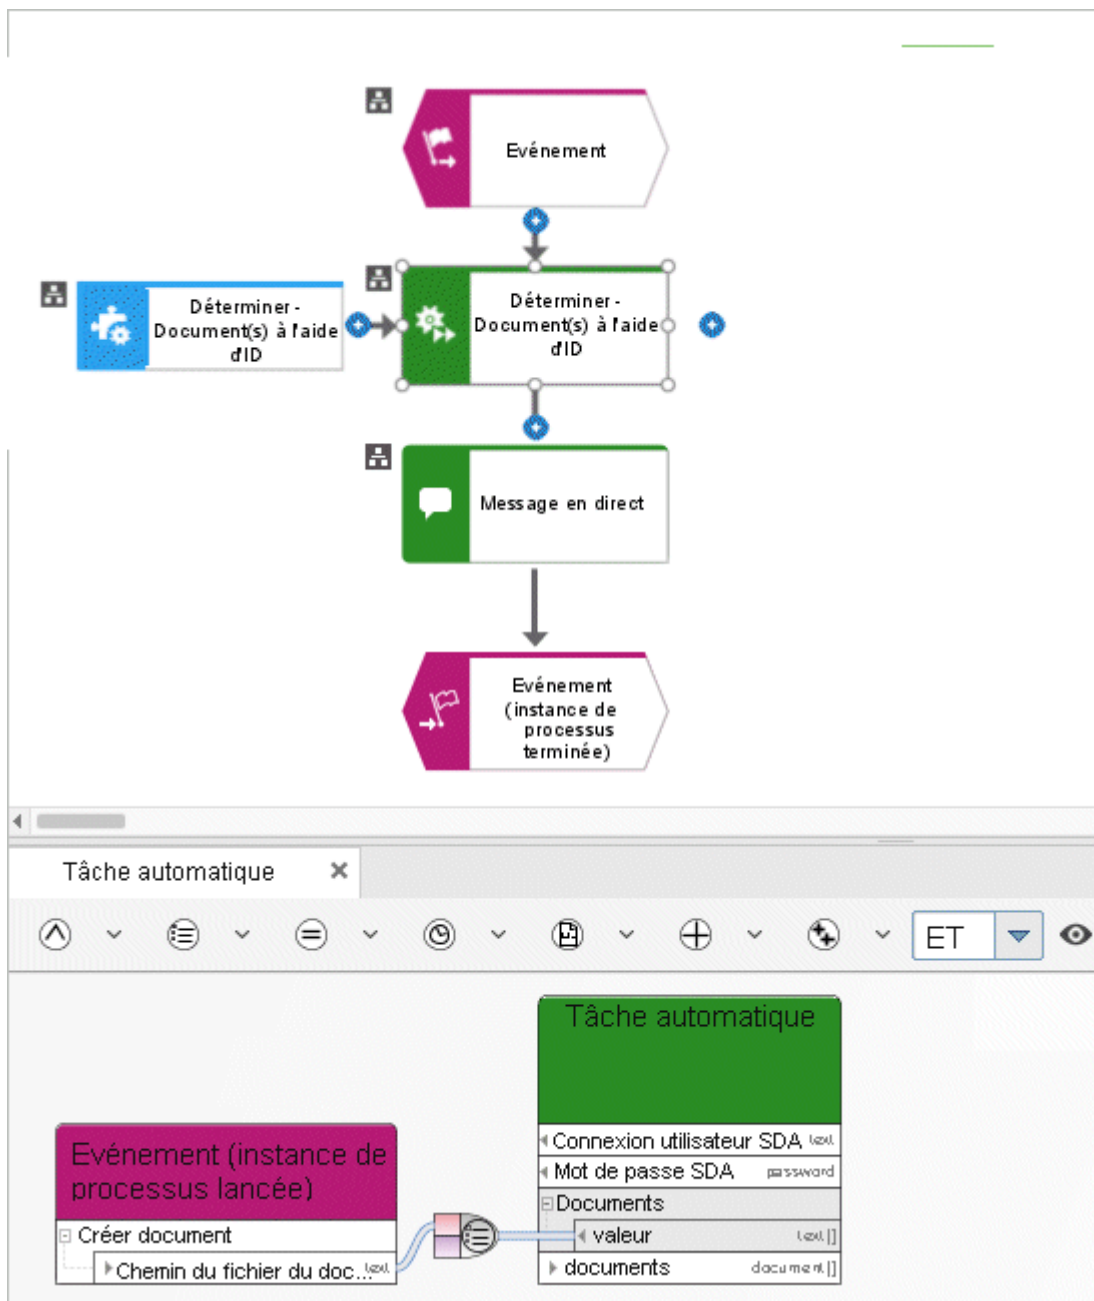 Evénement
Déterminer -
Document(s) à l'aide
d'ID
Déterminer -
Document(s) à l'aide
d'ID
Message en direct
Evénement
(instance de
processus
terminée)
Tâche automatique
ET
Tâche automatique
Connexion utilisateur SDA text
Mot de passe SDA password
Documents
valeur text[]
documents document[]
Evénement (instance de
processus lancée)
Créer document
Chemin du fichier du doc... text